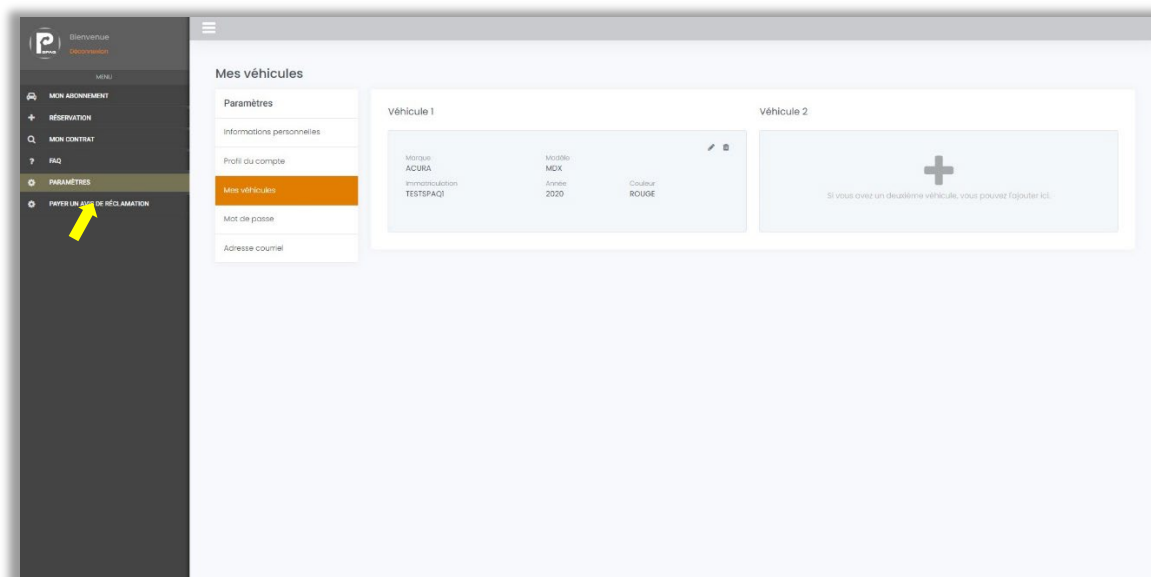 SPAQ
Bienvenue
Déconnexion
MENU
MON ABONNEMENT
RÉSERVATION
MON CONTRAT
FAQ
PARAMÈTRES
PAYER UN AVIS DE RÉCLAMATION
Mes véhicules
Paramètres
Informations personnelles
Profil du compte
Mes véhicules
Mot de passe
Adresse courriel
Véhicule 1
Marque Modèle
ACURA MDX
Immatriculation Année Couleur
TESTSPAQ1 2020 ROUGE
Véhicule 2
Si vous avez un deuxième véhicule, vous pouvez l'ajouter ici.